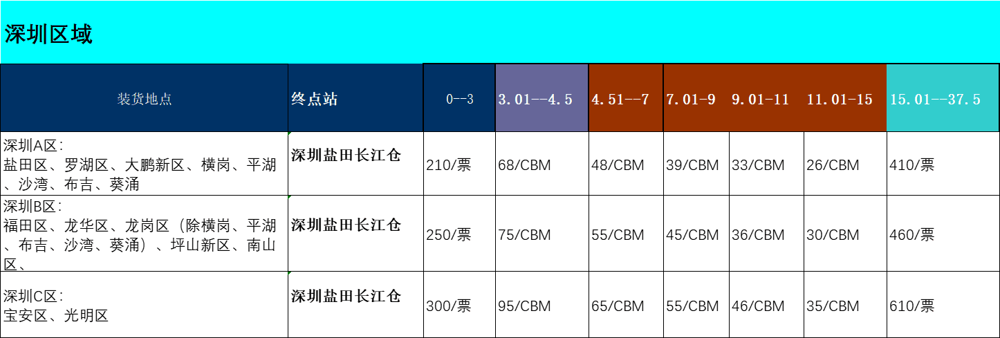 深圳区域
装货地点 终点站 0--3 3.01--4.5 4.51--7 7.01-9 9.01-11 11.01-15 15.01--37.5
深圳A区：
盐田区、罗湖区、大鹏新区、横岗、平湖
、沙湾、布吉、葵涌
深圳盐田长江仓 210/票 68/CBM 48/CBM 39/CBM 33/CBM 26/CBM 410/票
深圳B区：
福田区、龙华区、龙岗区（除横岗、平湖
、布吉、沙湾、葵涌）、坪山新区、南山
区、
深圳盐田长江仓 250/票 75/CBM 55/CBM 45/CBM 36/CBM 30/CBM 460/票
深圳C区：
宝安区、光明区
深圳盐田长江仓 300/票 95/CBM 65/CBM 55/CBM 46/CBM 35/CBM 610/票